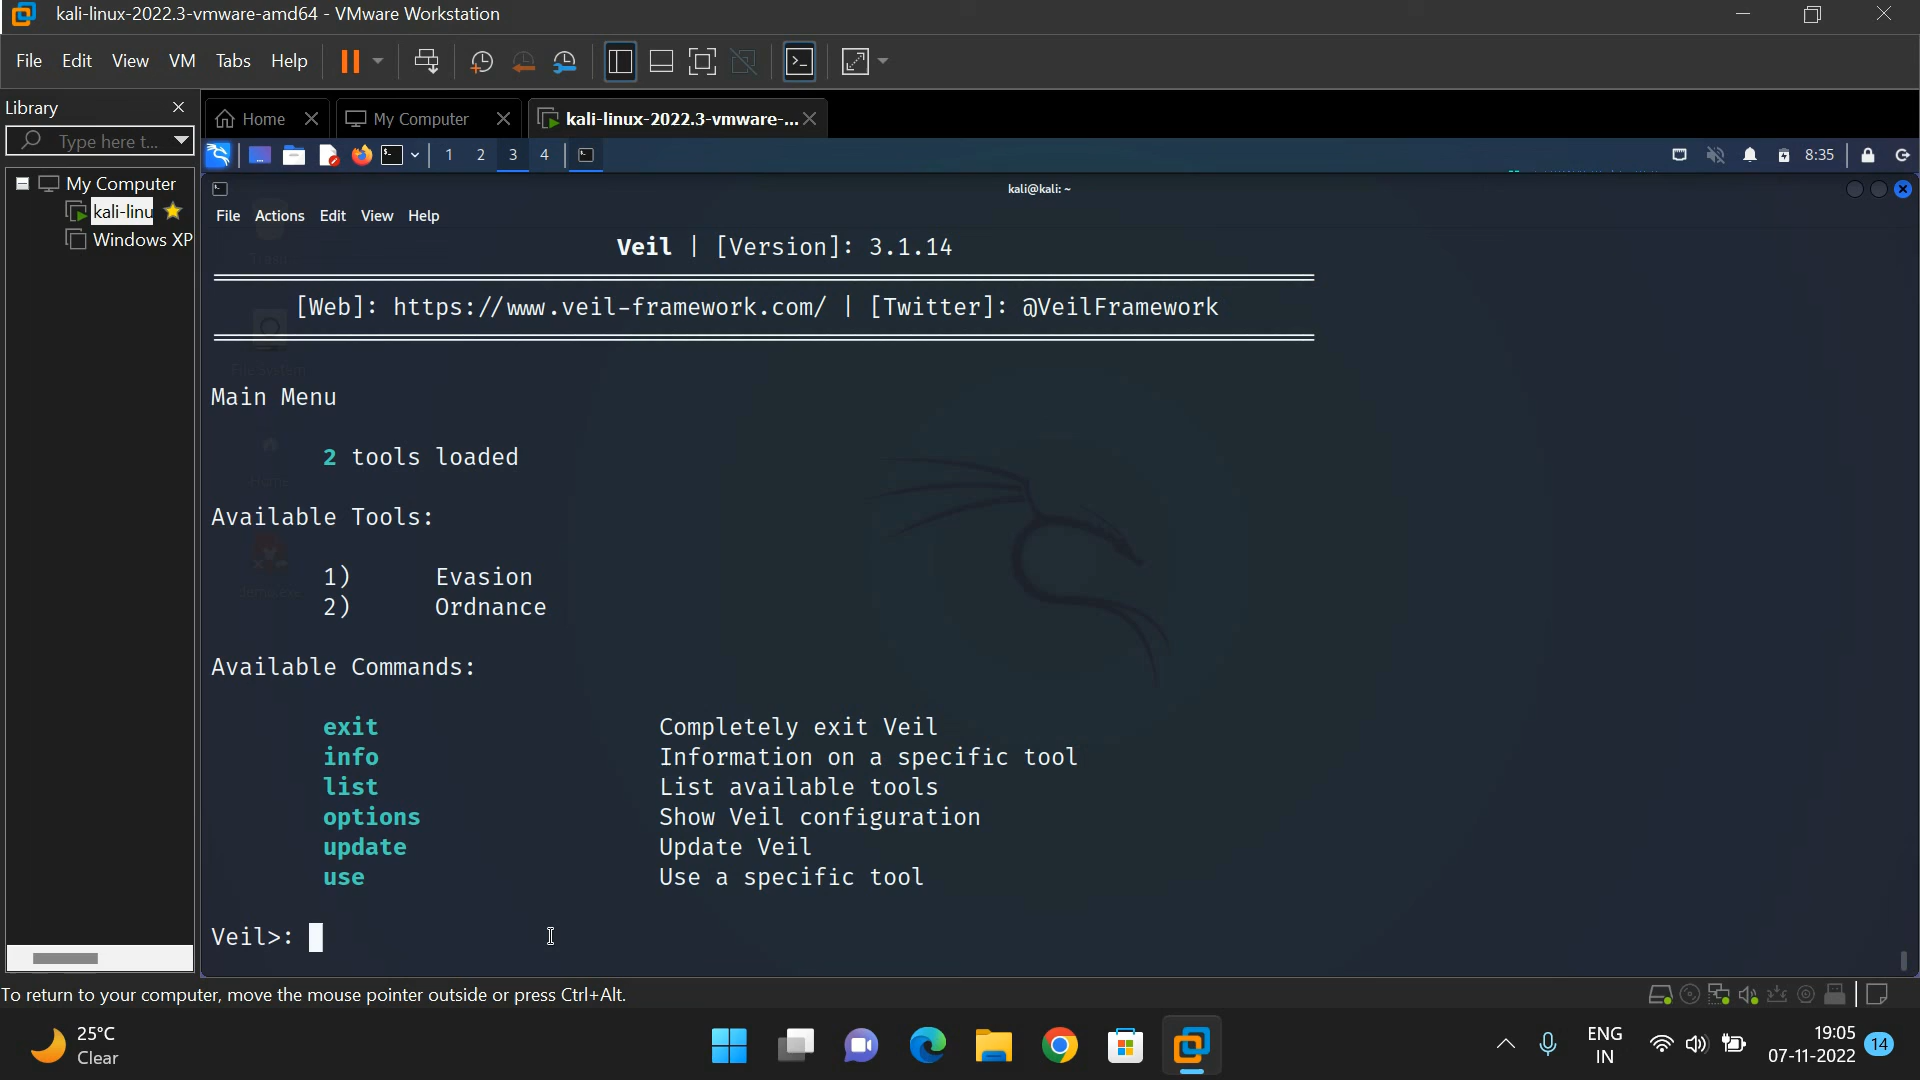 kali-linux-2022.3-vmware-amd64 - VMware Workstation
File Edit View VM Tabs Help
Library
Type here t...
Home
My Computer
kali-linux-2022.3-vmware-...
My Computer
kali-linu
Windows XP
1 2 3 4
8:35
kali@kali: ~
File Actions Edit View Help
Veil | [Version]: 3.1.14
[Web]: https://www.veil-framework.com/ | [Twitter]: @VeilFramework
File System
Main Menu
2 tools loaded
Home
Available Tools:
1) Evasion
2) Ordnance
Available Commands:
exit Completely exit Veil
info Information on a specific tool
list List available tools
options Show Veil configuration
update Update Veil
use Use a specific tool
Veil>:
To return to your computer, move the mouse pointer outside or press Ctrl+Alt.
25°C
Clear
ENG
IN
19:05
07-11-2022
14